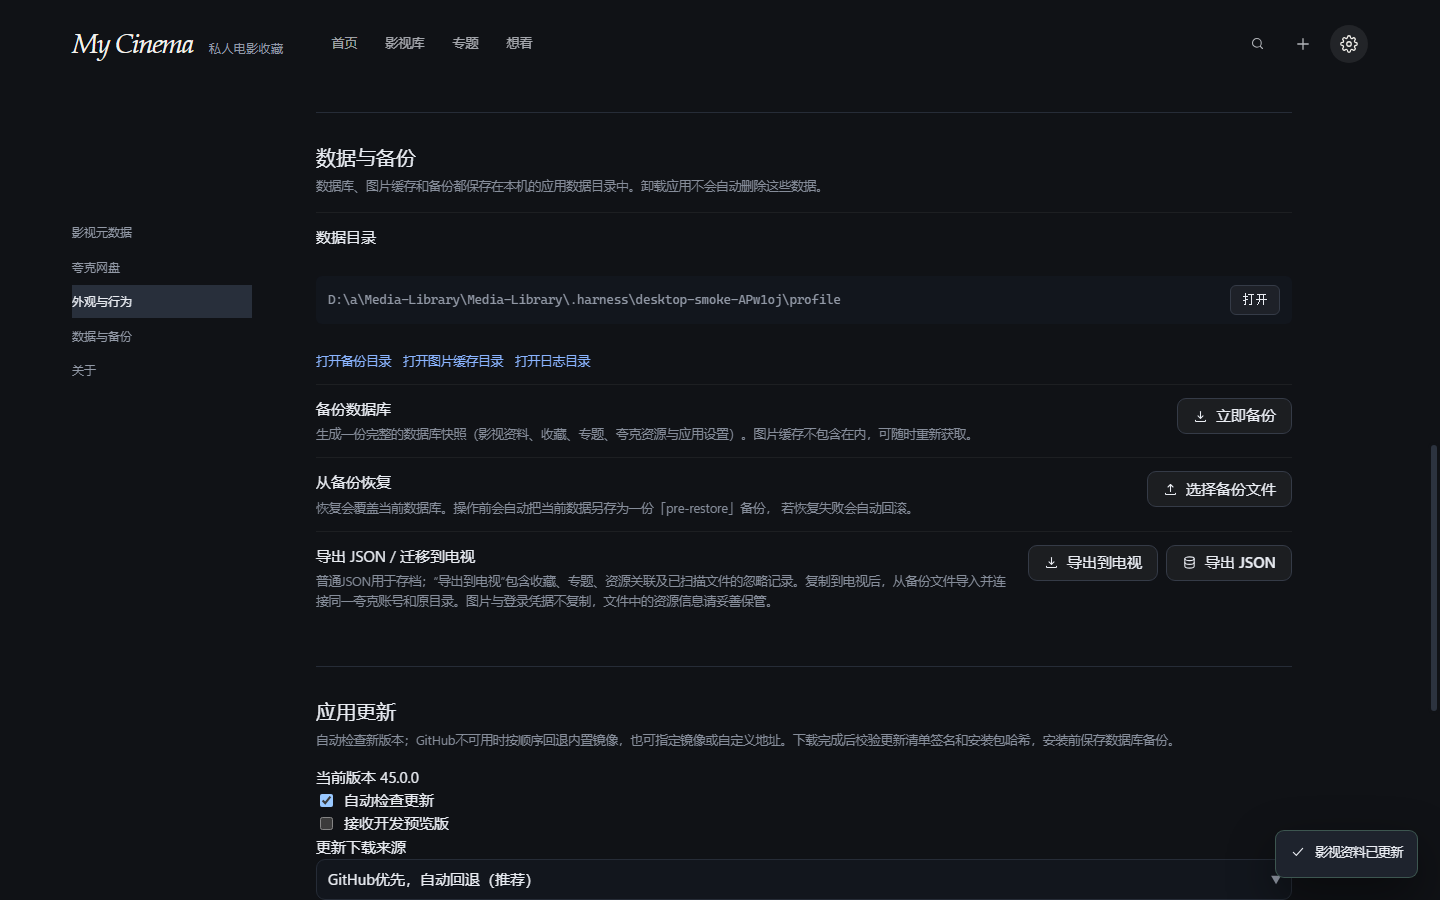 My Cinema 私人电影收藏 首页 影视库 专题 想看
数据与备份
数据库、图片缓存和备份都保存在本机的应用数据目录中。卸载应用不会自动删除这些数据。
影视元数据
夸克网盘
外观与行为
数据与备份
关于
数据目录
D:\a\Media-Library\Media-Library\.harness\desktop-smoke-APw1oj\profile
打开
打开备份目录 打开图片缓存目录 打开日志目录
备份数据库
生成一份完整的数据库快照（影视资料、收藏、专题、夸克资源与应用设置）。图片缓存不包含在内，可随时重新获取。
立即备份
从备份恢复
恢复会覆盖当前数据库。操作前会自动把当前数据另存为一份「pre-restore」备份， 若恢复失败会自动回滚。
选择备份文件
导出 JSON / 迁移到电视
普通JSON用于存档；“导出到电视”包含收藏、专题、资源关联及已扫描文件的忽略记录。复制到电视后，从备份文件导入并连
接同一夸克账号和原目录。图片与登录凭据不复制，文件中的资源信息请妥善保管。
导出到电视
导出 JSON
应用更新
自动检查新版本；GitHub不可用时按顺序回退内置镜像，也可指定镜像或自定义地址。下载完成后校验更新清单签名和安装包哈希，安装前保存数据库备份。
当前版本 45.0.0
自动检查更新
接收开发预览版
更新下载来源
GitHub优先，自动回退（推荐）
影视资料已更新